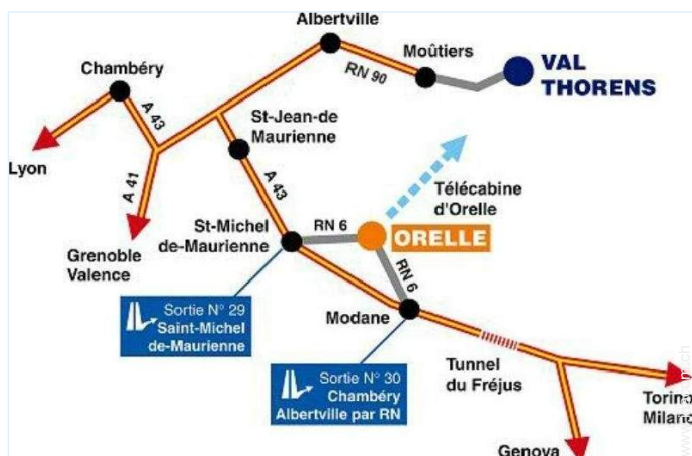 Albertville
Moûtiers
RN 90
VAL
THORENS
Chambéry
A 43
St-Jean-de
Maurienne
Lyon
A 41
A 43
Télécabine
d'Orelle
St-Michel
de-Maurienne
RN 6
ORELLE
Grenoble
Valence
RN 6
Sortie N° 29
Saint-Michel
de-Maurienne
Modane
Sortie N° 30
Chambéry
Albertville par RN
Tunnel
du Fréjus
Torino
Milano
Genova